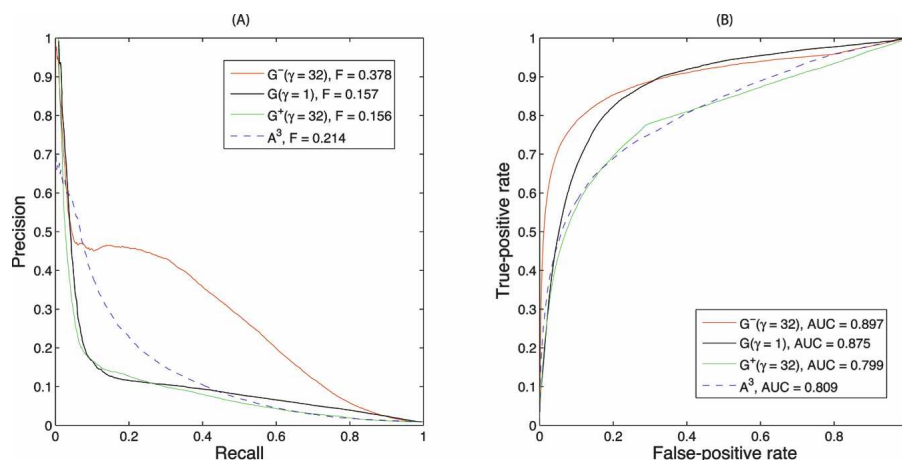 (A)
1
0.9
0.8
0.7
0.6
0.5
0.4
0.3
0.2
0.1
0
Precision
G⁻(γ = 32), F = 0.378
G(γ = 1), F = 0.157
G⁺(γ = 32), F = 0.156
A³, F = 0.214
0 0.2 0.4 0.6 0.8 1
Recall
(B)
1
0.9
0.8
0.7
0.6
0.5
0.4
0.3
0.2
0.1
0
True-positive rate
G⁻(γ = 32), AUC = 0.897
G(γ = 1), AUC = 0.875
G⁺(γ = 32), AUC = 0.799
A³, AUC = 0.809
0 0.2 0.4 0.6 0.8
False-positive rate